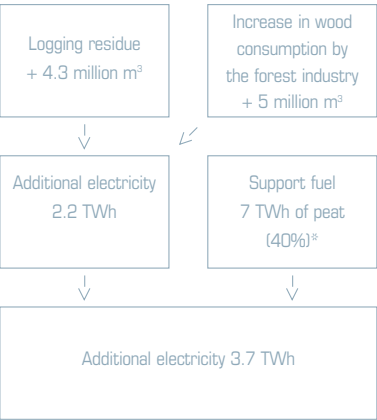 Logging residue
+ 4.3 million m³
Increase in wood
consumption by
the forest industry
+ 5 million m³
Additional electricity
2.2 TWh
Support fuel
7 TWh of peat
(40%)*
Additional electricity 3.7 TWh